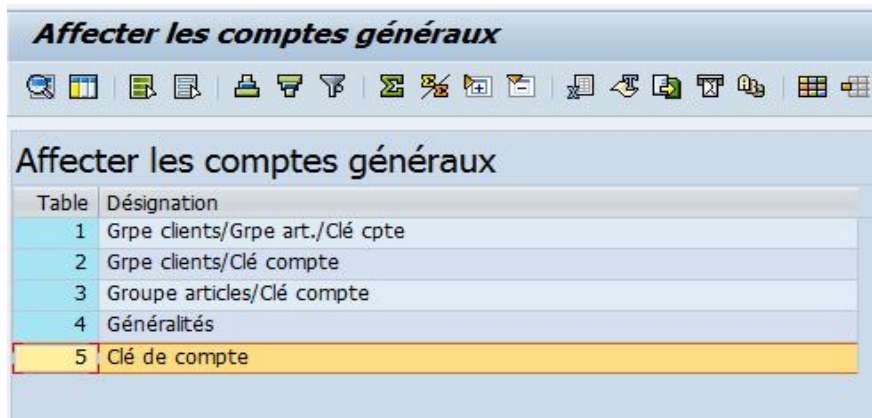 Affecter les comptes généraux
Affecter les comptes généraux
Table Désignation
1 Grpe clients/Grpe art./Clé cpte
2 Grpe clients/Clé compte
3 Groupe articles/Clé compte
4 Généralités
5 Clé de compte